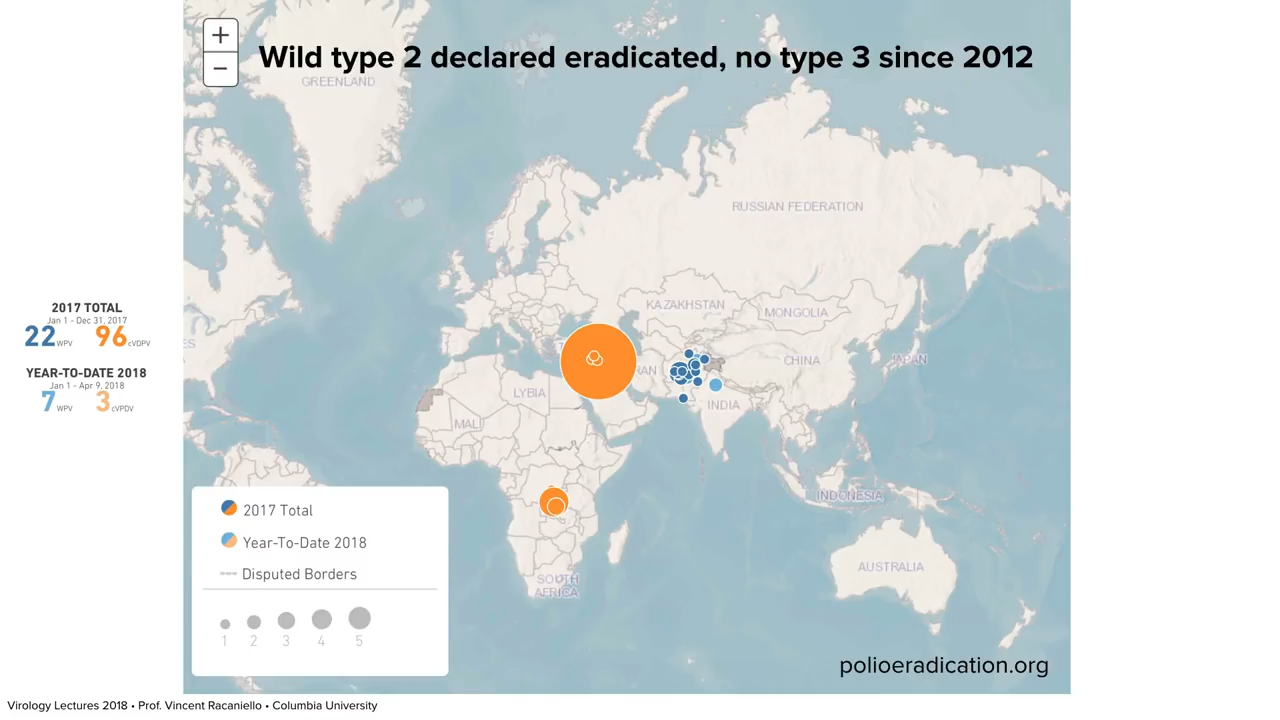 +
−
Wild type 2 declared eradicated, no type 3 since 2012
GREENLAND
RUSSIAN FEDERATION
2017 TOTAL
Jan 1 - Dec 31, 2017
22 WPV 96 cVDPV
YEAR-TO-DATE 2018
Jan 1 - Apr 9, 2018
7 WPV 3 cVPDV
KAZAKHSTAN
MONGOLIA
CHINA
JAPAN
LYBIA
INDIA
MALI
INDONESIA
AUSTRALIA
SOUTH
AFRICA
2017 Total
Year-To-Date 2018
Disputed Borders
1 2 3 4 5
polioeradication.org
Virology Lectures 2018 • Prof. Vincent Racaniello • Columbia University